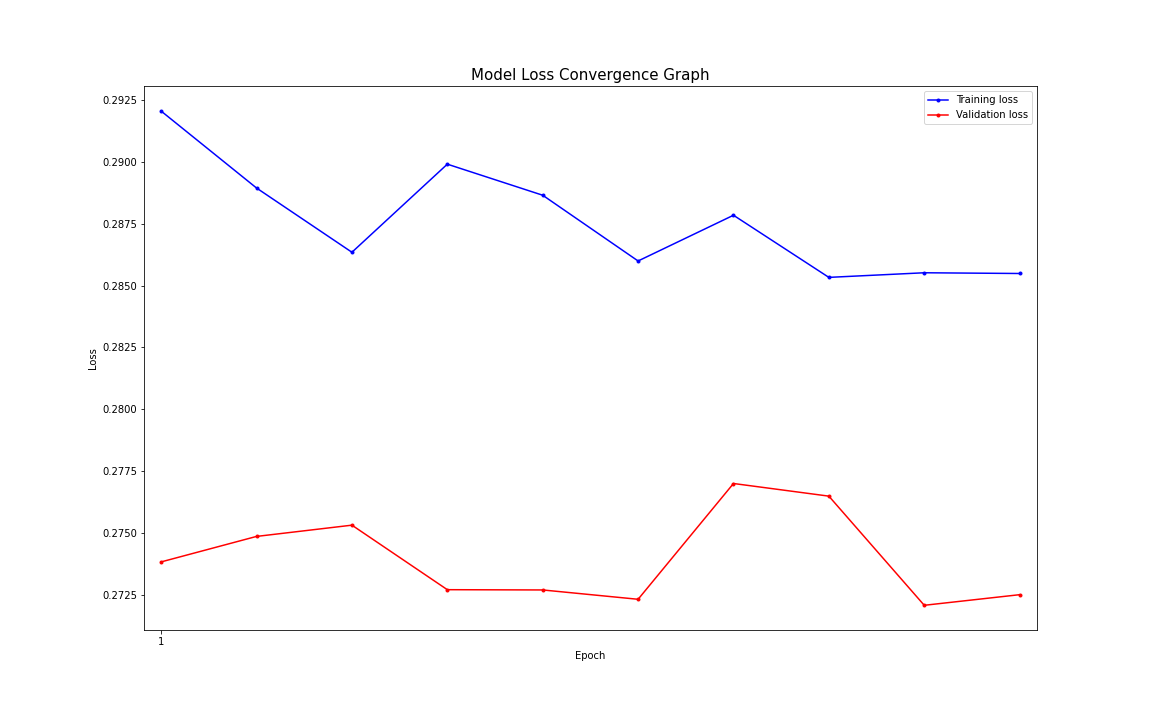 Model Loss Convergence Graph
Training loss
Validation loss
0.2925
0.2900
0.2875
0.2850
0.2825
0.2800
0.2775
0.2750
0.2725
Loss
1
Epoch